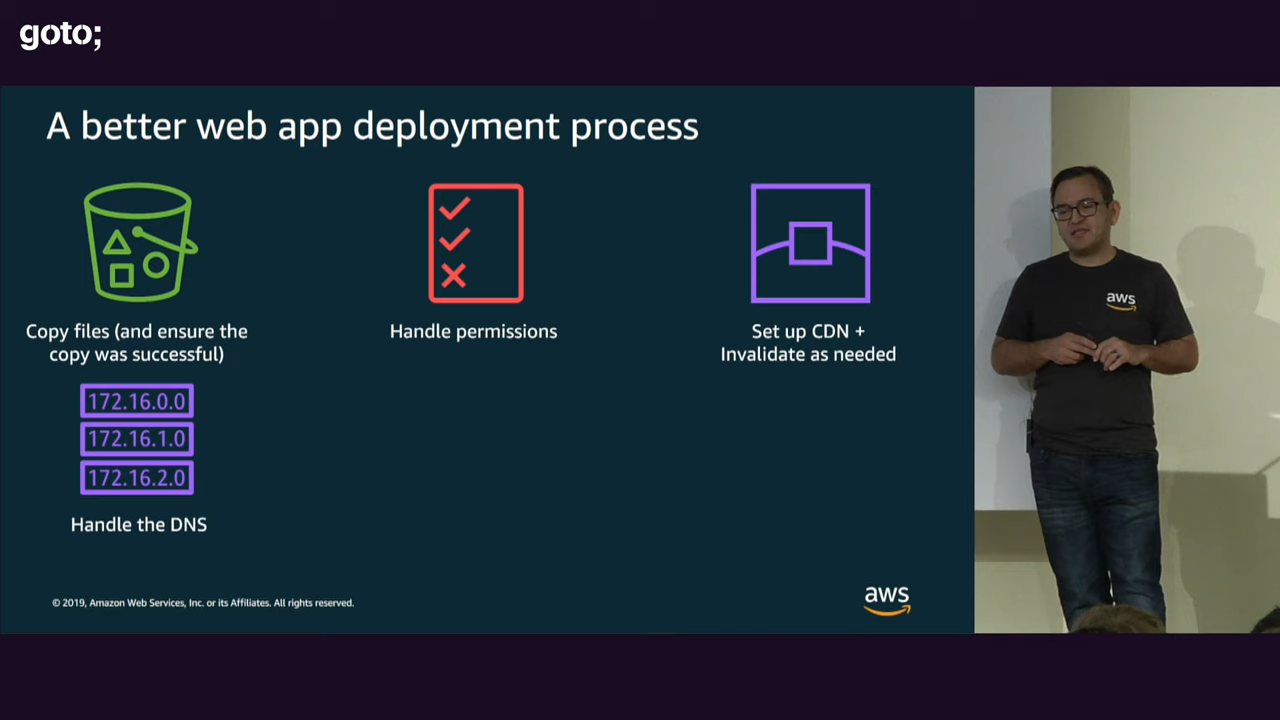 goto;
A better web app deployment process
Copy files (and ensure the
copy was successful)
Handle permissions
Set up CDN +
Invalidate as needed
172.16.0.0
172.16.1.0
172.16.2.0
Handle the DNS
© 2019, Amazon Web Services, Inc. or its Affiliates. All rights reserved.
aws
aws